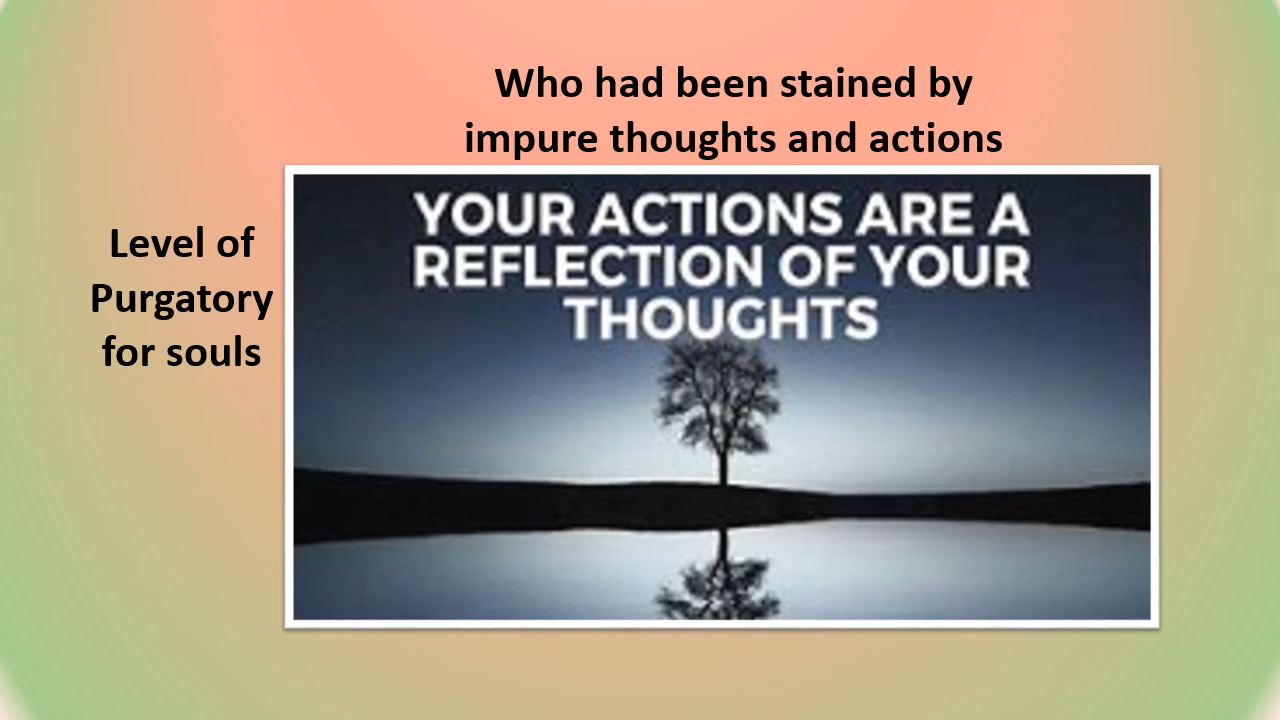 Level of
Purgatory
for souls
Who had been stained by
impure thoughts and actions
YOUR ACTIONS ARE A
REFLECTION OF YOUR
THOUGHTS